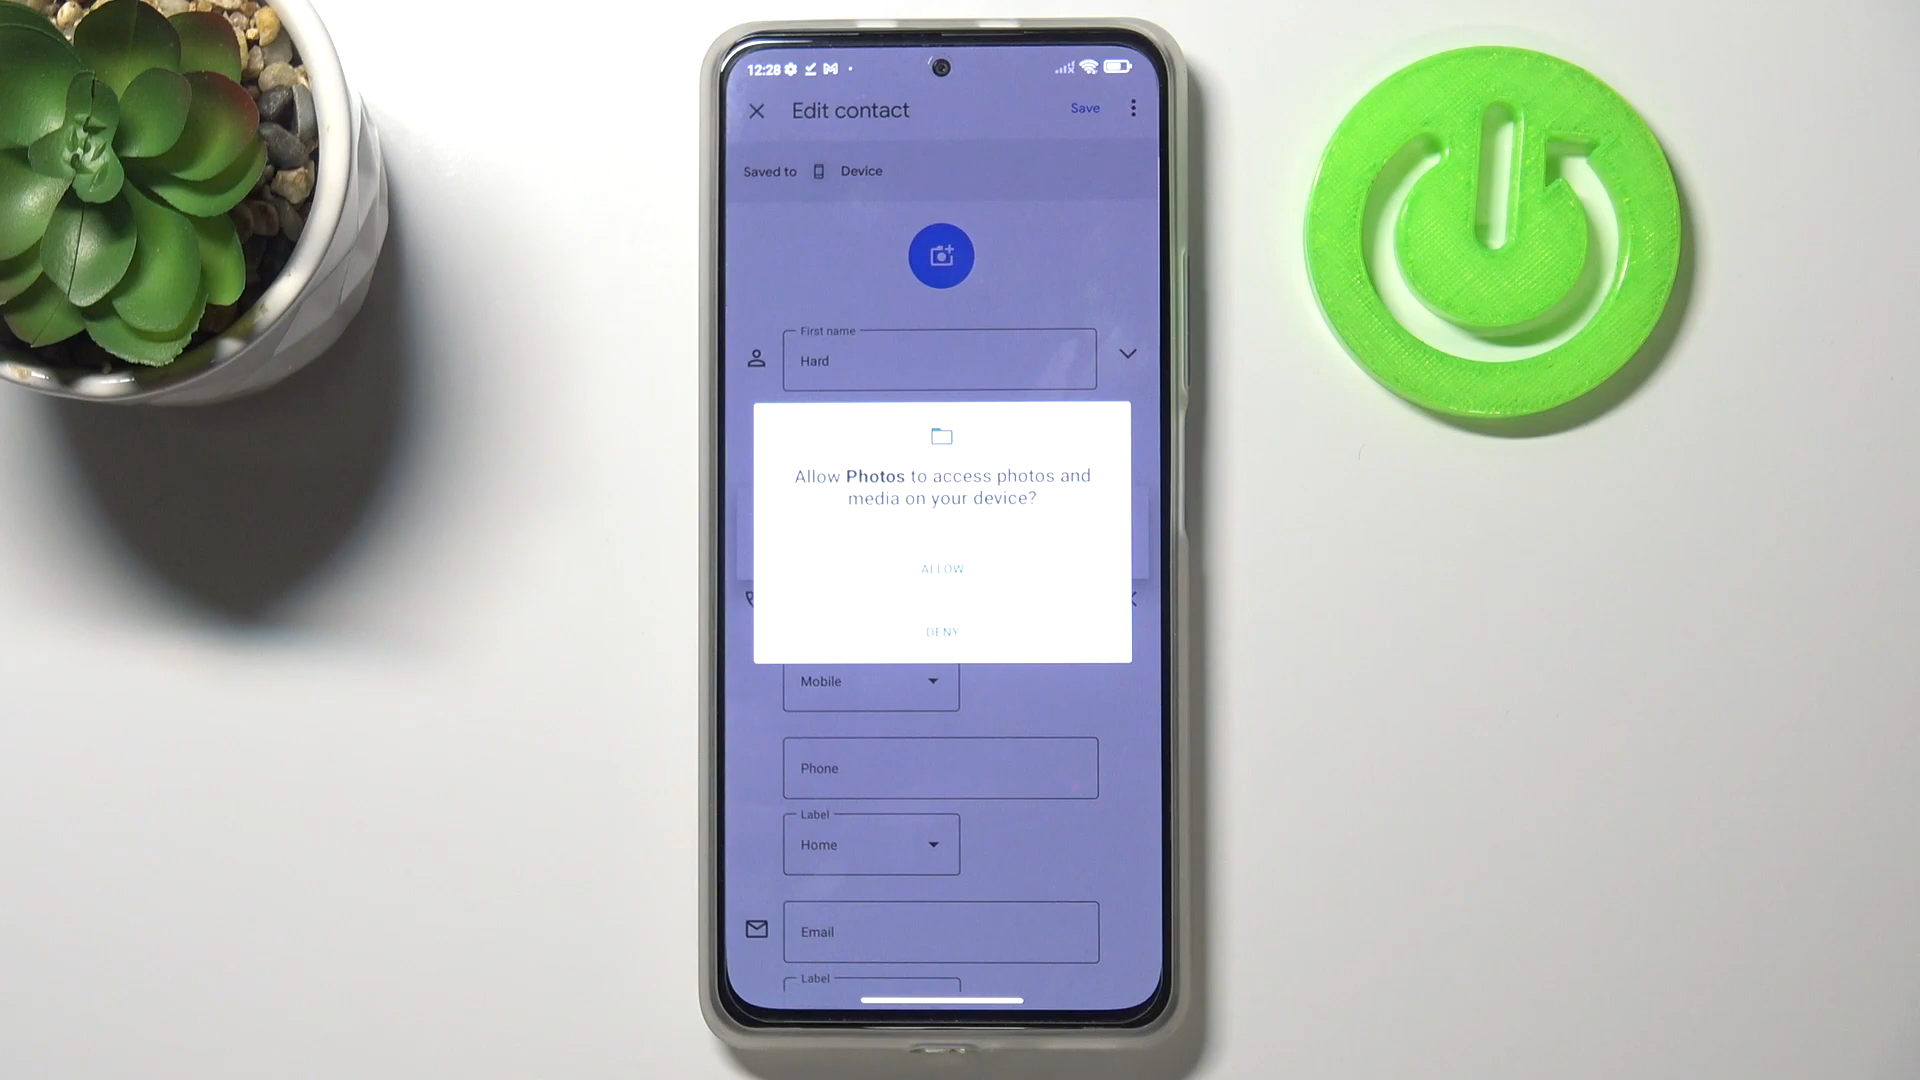 12:28
Edit contact
Save
Saved to Device
First name
Hard
Allow Photos to access photos and
media on your device?
ALLOW
DENY
Mobile
Phone
Label
Home
Email
Label